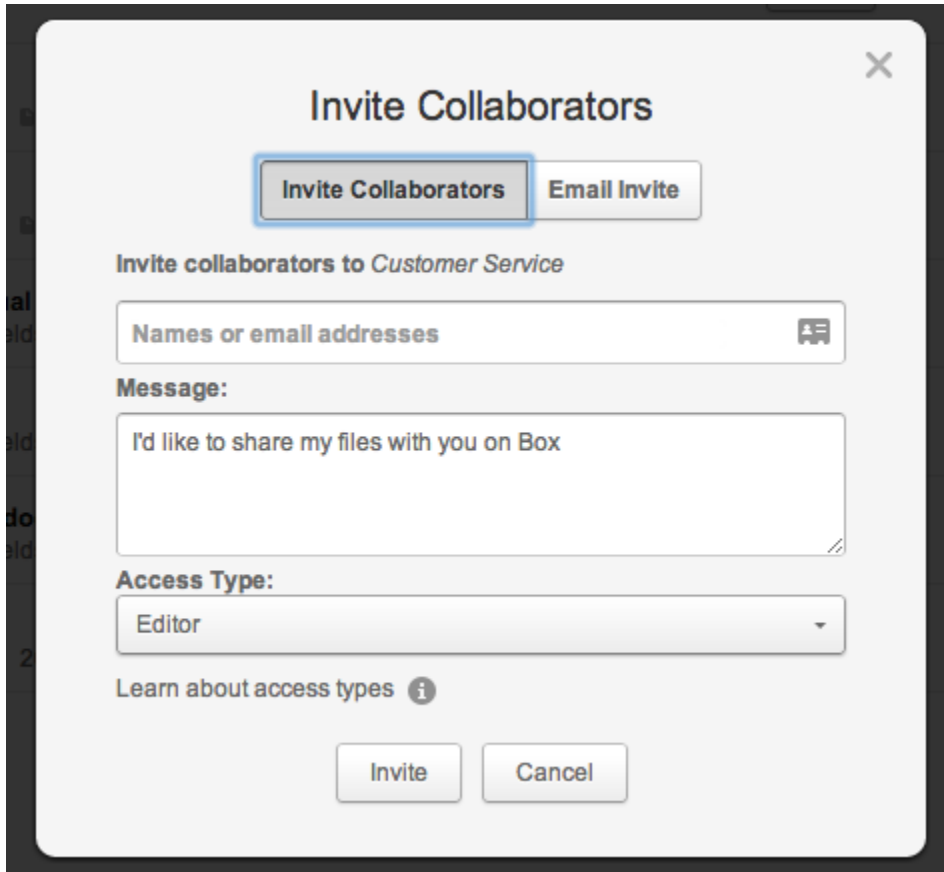 Invite Collaborators
Invite Collaborators Email Invite
Invite collaborators to Customer Service
Names or email addresses
Message:
I'd like to share my files with you on Box
Access Type:
Editor
Learn about access types
Invite Cancel